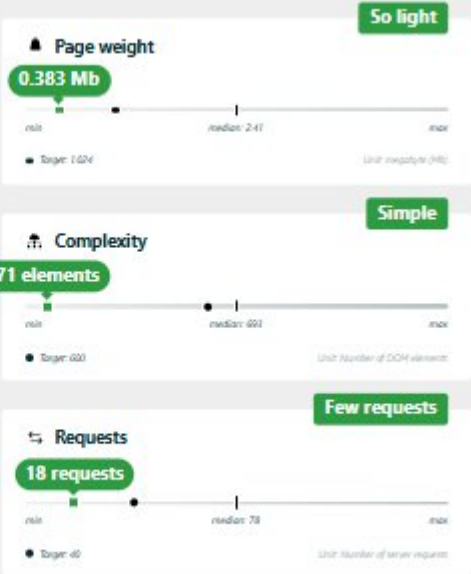 So light
Page weight
0.383 Mb
min
median: 2.41
max
Target: 1.024
Unit: megabyte (Mb)
Simple
Complexity
71 elements
min
median: 693
max
Target: 600
Unit: Number of DOM elements
Few requests
Requests
18 requests
min
median: 78
max
Target: 40
Unit: Number of server requests